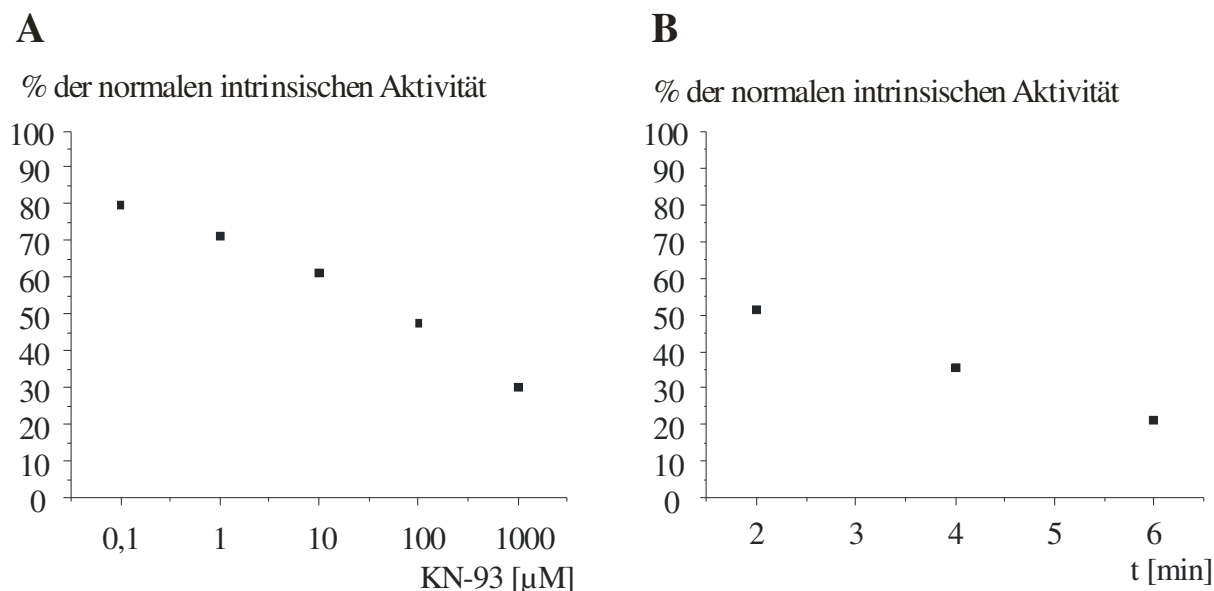 A
% der normalen intrinsischen Aktivität
100
90
80
70
60
50
40
30
20
10
0
0,1 1 10 100 1000
KN-93 [µM]
B
% der normalen intrinsischen Aktivität
100
90
80
70
60
50
40
30
20
10
0
2 3 4 5 6
t [min]